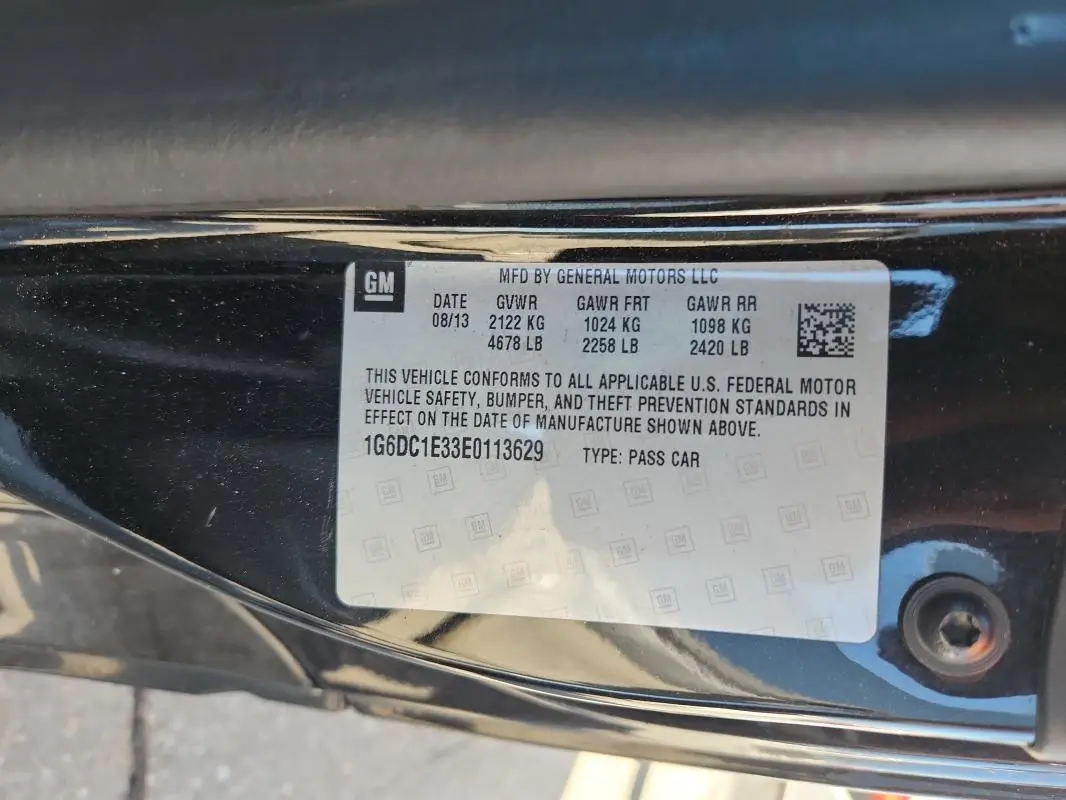 GM
MFD BY GENERAL MOTORS LLC
DATE GVWR GAWR FRT GAWR RR
08/13 2122 KG 1024 KG 1098 KG
4678 LB 2258 LB 2420 LB
THIS VEHICLE CONFORMS TO ALL APPLICABLE U.S. FEDERAL MOTOR
VEHICLE SAFETY, BUMPER, AND THEFT PREVENTION STANDARDS IN
EFFECT ON THE DATE OF MANUFACTURE SHOWN ABOVE.
1G6DC1E33E0113629 TYPE: PASS CAR